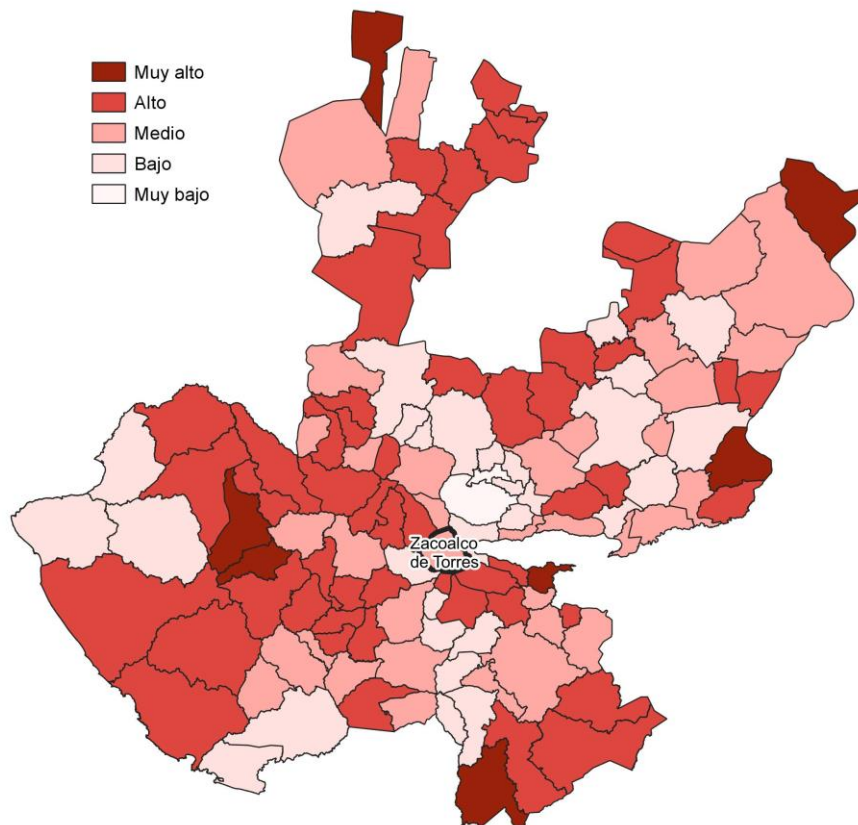 Muy alto
Alto
Medio
Bajo
Muy bajo
Zacoalco
de Torres